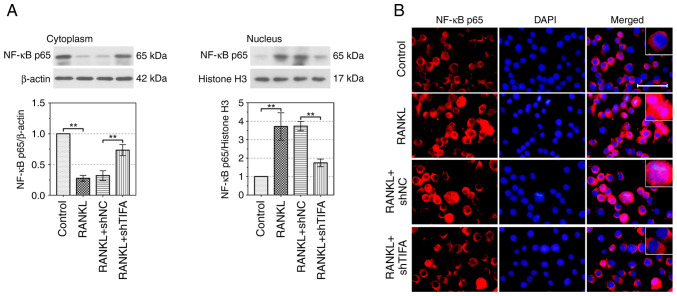 A
Cytoplasm
NF-κB p65 65 kDa
β-actin 42 kDa
NF-κB p65/β-actin
1.5
1.0
0.5
0.0
**
**
Control
RANKL
RANKL+shNC
RANKL+shTIFA
Nucleus
NF-κB p65 65 kDa
Histone H3 17 kDa
NF-κB p65/Histone H3
5
4
3
2
1
0
**
**
Control
RANKL
RANKL+shNC
RANKL+shTIFA
B
NF-κB p65 DAPI Merged
Control
RANKL
RANKL+
shNC
RANKL+
shTIFA